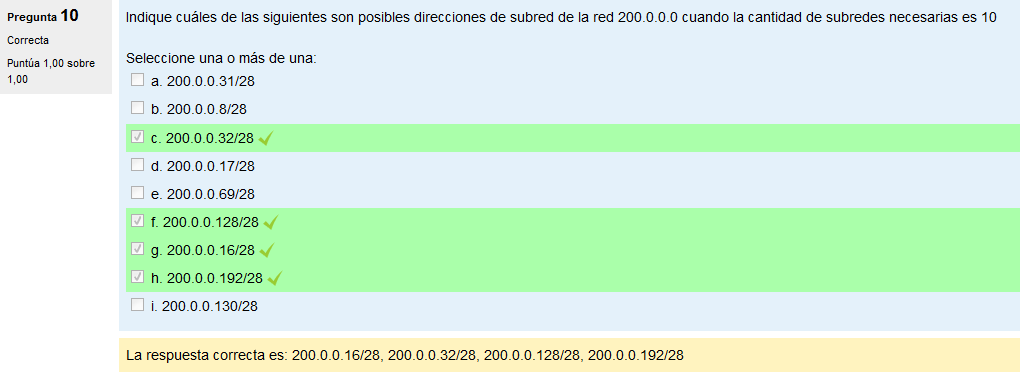 Pregunta 10
Correcta
Puntúa 1,00 sobre
1,00
Indique cuáles de las siguientes son posibles direcciones de subred de la red 200.0.0.0 cuando la cantidad de subredes necesarias es 10
Seleccione una o más de una:
a. 200.0.0.31/28
b. 200.0.0.8/28
c. 200.0.0.32/28
d. 200.0.0.17/28
e. 200.0.0.69/28
f. 200.0.0.128/28
g. 200.0.0.16/28
h. 200.0.0.192/28
i. 200.0.0.130/28
La respuesta correcta es: 200.0.0.16/28, 200.0.0.32/28, 200.0.0.128/28, 200.0.0.192/28